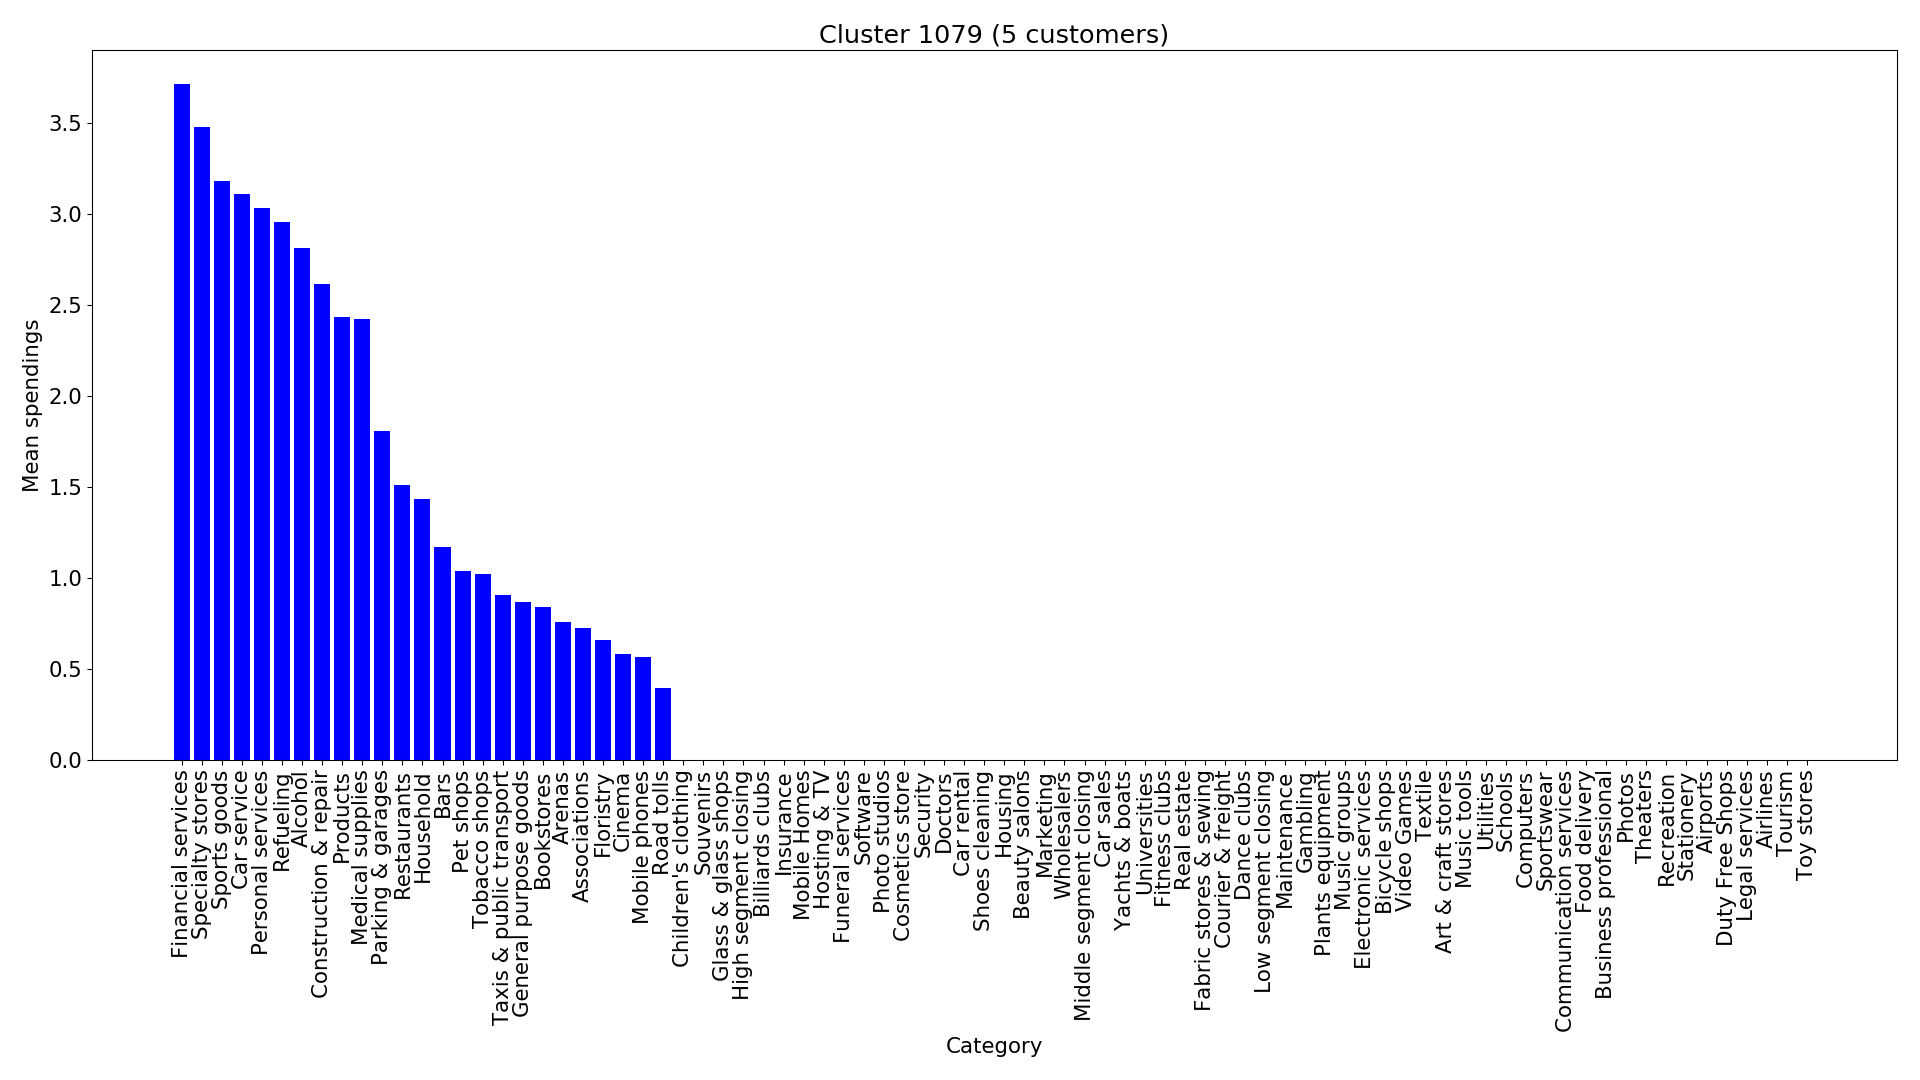 Cluster 1079 (5 customers)
Mean spendings
3.5
3.0
2.5
2.0
1.5
1.0
0.5
0.0
Financial services
Specialty stores
Sports goods
Car service
Personal services
Refueling
Alcohol
Construction & repair
Products
Medical supplies
Parking & garages
Restaurants
Household
Bars
Pet shops
Tobacco shops
Taxis & public transport
General purpose goods
Bookstores
Arenas
Associations
Floristry
Cinema
Mobile phones
Road tolls
Children's clothing
Souvenirs
Glass & glass shops
High segment closing
Billiards clubs
Insurance
Mobile Homes
Hosting & TV
Funeral services
Software
Photo studios
Cosmetics store
Security
Doctors
Car rental
Shoes cleaning
Housing
Beauty salons
Marketing
Wholesalers
Middle segment closing
Car sales
Yachts & boats
Universities
Fitness clubs
Real estate
Fabric stores & sewing
Courier & freight
Dance clubs
Low segment closing
Maintenance
Gambling
Plants equipment
Music groups
Electronic services
Bicycle shops
Video Games
Textile
Art & craft stores
Music tools
Utilities
Schools
Computers
Sportswear
Communication services
Food delivery
Business professional
Photos
Theaters
Recreation
Stationery
Airports
Duty Free Shops
Legal services
Airlines
Tourism
Toy stores
Category